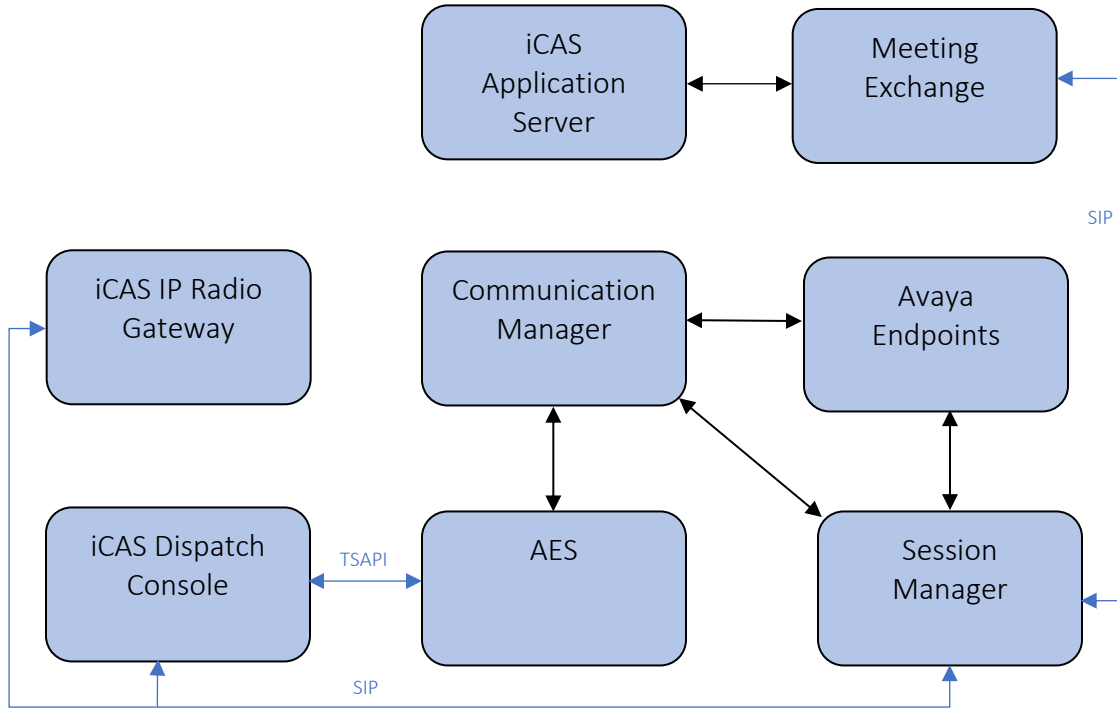 iCAS
Application
Server
Meeting
Exchange
SIP
iCAS IP Radio
Gateway
Communication
Manager
Avaya
Endpoints
iCAS Dispatch
Console
TSAPI
AES
Session
Manager
SIP